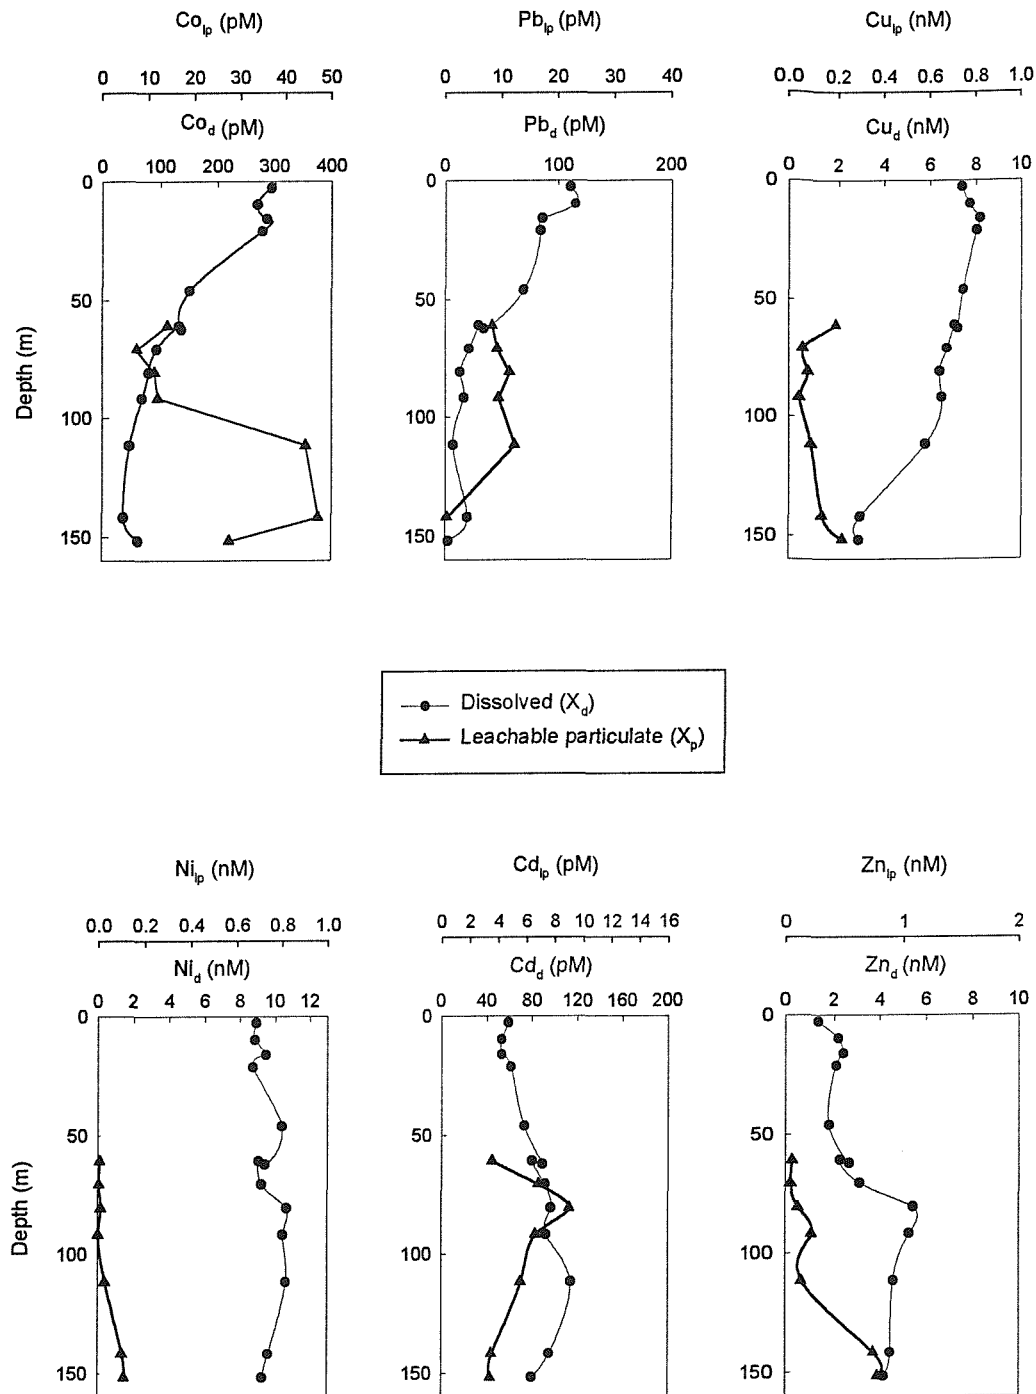 Co_lp (pM) Pb_lp (pM) Cu_lp (nM)
0 10 20 30 40 50 0 10 20 30 40 0.0 0.2 0.4 0.6 0.8 1.0
Co_d (pM) Pb_d (pM) Cu_d (nM)
0 100 200 300 400 0 100 200 0 2 4 6 8 10
0 0 0
50 50 50
Depth (m)
100 100 100
150 150 150
Dissolved (X_d)
Leachable particulate (X_p)
Ni_lp (nM) Cd_lp (pM) Zn_lp (nM)
0.0 0.2 0.4 0.6 0.8 1.0 0 2 4 6 8 10 12 14 16 0 1 2
Ni_d (nM) Cd_d (pM) Zn_d (nM)
0 2 4 6 8 10 12 0 40 80 120 160 200 0 2 4 6 8 10
0 0 0
50 50 50
Depth (m)
100 100 100
150 150 150